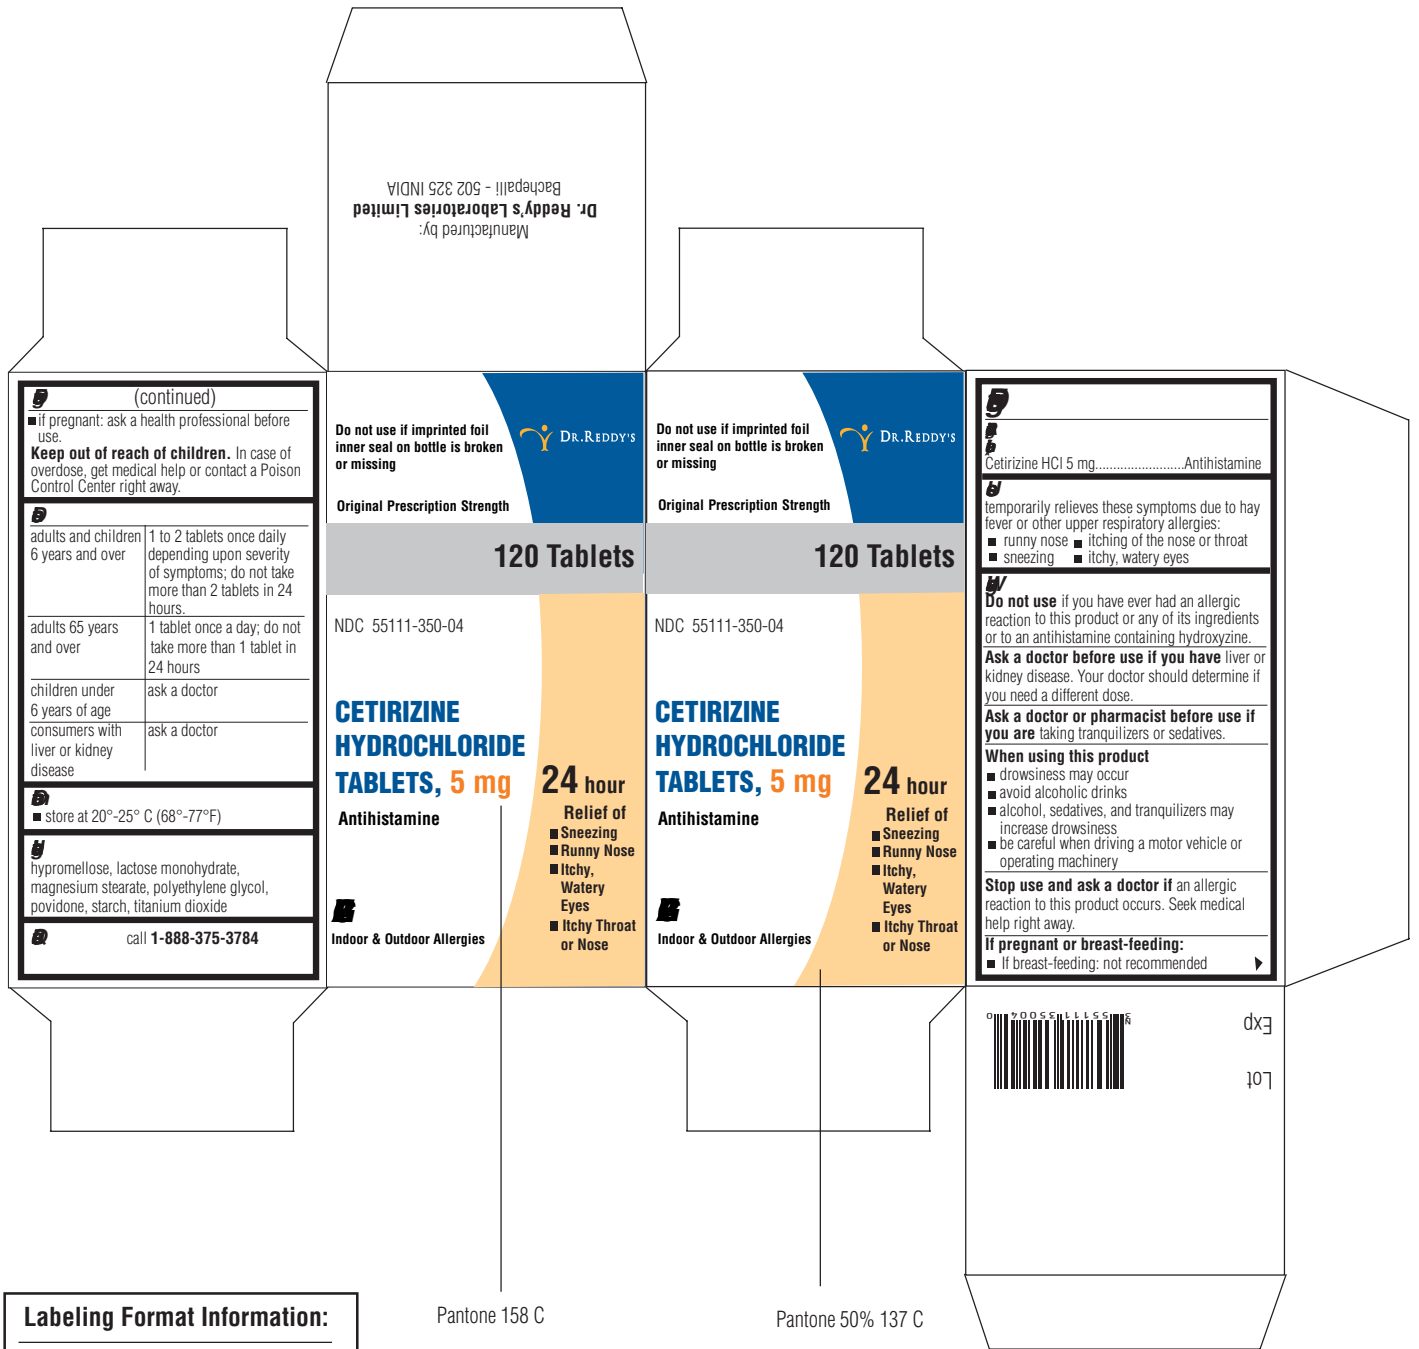 Manufactured by:
Dr. Reddy's Laboratories Limited
Bachepalli - 502 325 INDIA
(continued)
■ if pregnant: ask a health professional before
use.
Keep out of reach of children. In case of
overdose, get medical help or contact a Poison
Control Center right away.
adults and children
6 years and over
1 to 2 tablets once daily
depending upon severity
of symptoms; do not take
more than 2 tablets in 24
hours.
adults 65 years
and over
1 tablet once a day; do not
take more than 1 tablet in
24 hours
children under
6 years of age
ask a doctor
consumers with
liver or kidney
disease
ask a doctor
■ store at 20°-25° C (68°-77°F)
hypromellose, lactose monohydrate,
magnesium stearate, polyethylene glycol,
povidone, starch, titanium dioxide
call 1-888-375-3784
Do not use if imprinted foil
inner seal on bottle is broken
or missing
DR.REDDY'S
Original Prescription Strength
120 Tablets
NDC 55111-350-04
CETIRIZINE
HYDROCHLORIDE
TABLETS, 5 mg
Antihistamine
24 hour
Relief of
■ Sneezing
■ Runny Nose
■ Itchy,
Watery
Eyes
■ Itchy Throat
or Nose
Indoor & Outdoor Allergies
Do not use if imprinted foil
inner seal on bottle is broken
or missing
DR.REDDY'S
Original Prescription Strength
120 Tablets
NDC 55111-350-04
CETIRIZINE
HYDROCHLORIDE
TABLETS, 5 mg
Antihistamine
24 hour
Relief of
■ Sneezing
■ Runny Nose
■ Itchy,
Watery
Eyes
■ Itchy Throat
or Nose
Indoor & Outdoor Allergies
Cetirizine HCl 5 mg.........................Antihistamine
temporarily relieves these symptoms due to hay
fever or other upper respiratory allergies:
■ runny nose ■ itching of the nose or throat
■ sneezing ■ itchy, watery eyes
Do not use if you have ever had an allergic
reaction to this product or any of its ingredients
or to an antihistamine containing hydroxyzine.
Ask a doctor before use if you have liver or
kidney disease. Your doctor should determine if
you need a different dose.
Ask a doctor or pharmacist before use if
you are taking tranquilizers or sedatives.
When using this product
■ drowsiness may occur
■ avoid alcoholic drinks
■ alcohol, sedatives, and tranquilizers may
increase drowsiness
■ be careful when driving a motor vehicle or
operating machinery
Stop use and ask a doctor if an allergic
reaction to this product occurs. Seek medical
help right away.
If pregnant or breast-feeding:
■ If breast-feeding: not recommended
N
3 55111 35004 0
Lot
Exp
Labeling Format Information:
Pantone 158 C
Pantone 50% 137 C